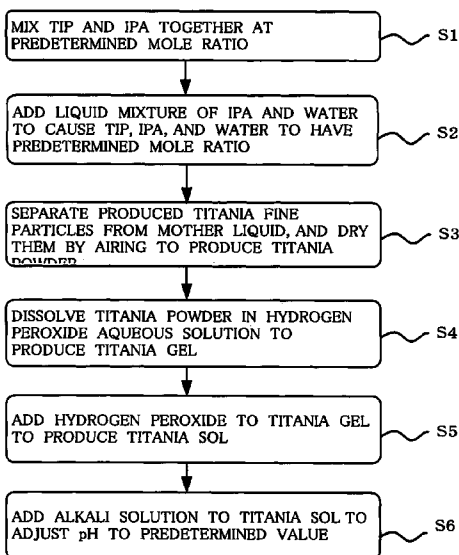 MIX TIP AND IPA TOGETHER AT
PREDETERMINED MOLE RATIO
S1
ADD LIQUID MIXTURE OF IPA AND WATER
TO CAUSE TIP, IPA, AND WATER TO HAVE
PREDETERMINED MOLE RATIO
S2
SEPARATE PRODUCED TITANIA FINE
PARTICLES FROM MOTHER LIQUID, AND DRY
THEM BY AIRING TO PRODUCE TITANIA
POWDER
S3
DISSOLVE TITANIA POWDER IN HYDROGEN
PEROXIDE AQUEOUS SOLUTION TO
PRODUCE TITANIA GEL
S4
ADD HYDROGEN PEROXIDE TO TITANIA GEL
TO PRODUCE TITANIA SOL
S5
ADD ALKALI SOLUTION TO TITANIA SOL TO
ADJUST pH TO PREDETERMINED VALUE
S6